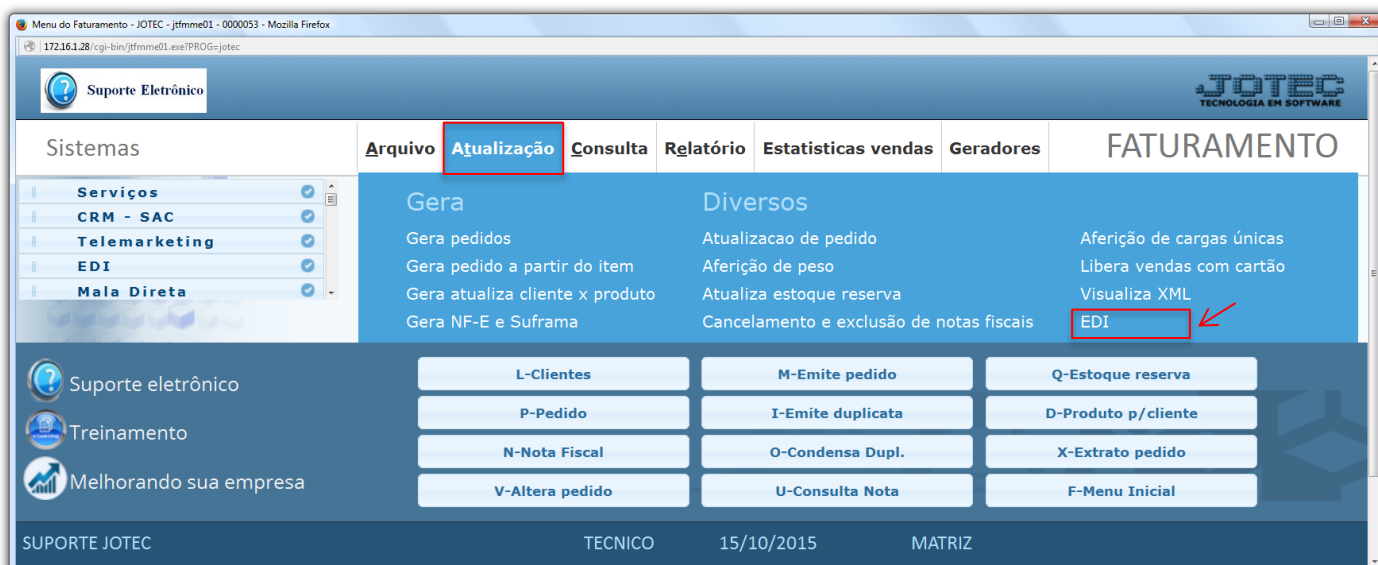 Menu do Faturamento - JOTEC - jtfmme01 - 0000053 - Mozilla Firefox
172.16.1.28/cgi-bin/jtfmme01.exe?PROG=jotec
Suporte Eletrônico
JOTEC
TECNOLOGIA EM SOFTWARE
Sistemas
Arquivo Atualização Consulta Relatório Estatisticas vendas Geradores
FATURAMENTO
Serviços
CRM - SAC
Telemarketing
EDI
Mala Direta
Gera
Gera pedidos
Gera pedido a partir do item
Gera atualiza cliente x produto
Gera NF-E e Suframa
Diversos
Atualizacao de pedido
Aferição de peso
Atualiza estoque reserva
Cancelamento e exclusão de notas fiscais
Aferição de cargas únicas
Libera vendas com cartão
Visualiza XML
EDI
Suporte eletrônico
Treinamento
Melhorando sua empresa
L-Clientes M-Emite pedido Q-Estoque reserva
P-Pedido I-Emite duplicata D-Produto p/cliente
N-Nota Fiscal O-Condensa Dupl. X-Extrato pedido
V-Altera pedido U-Consulta Nota F-Menu Inicial
SUPORTE JOTEC TECNICO 15/10/2015 MATRIZ